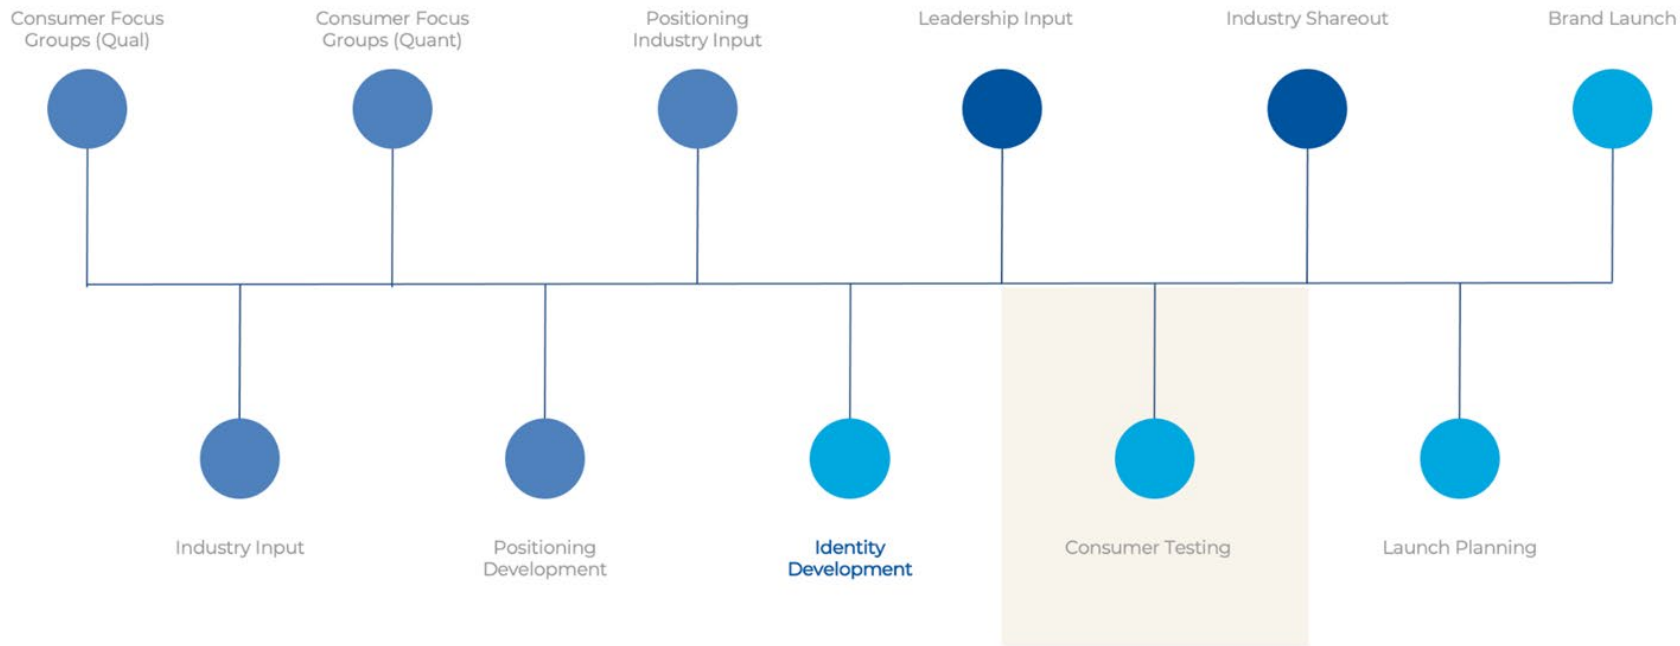 Consumer Focus
Groups (Qual)
Consumer Focus
Groups (Quant)
Positioning
Industry Input
Leadership Input
Industry Shareout
Brand Launch
Industry Input
Positioning
Development
Identity
Development
Consumer Testing
Launch Planning